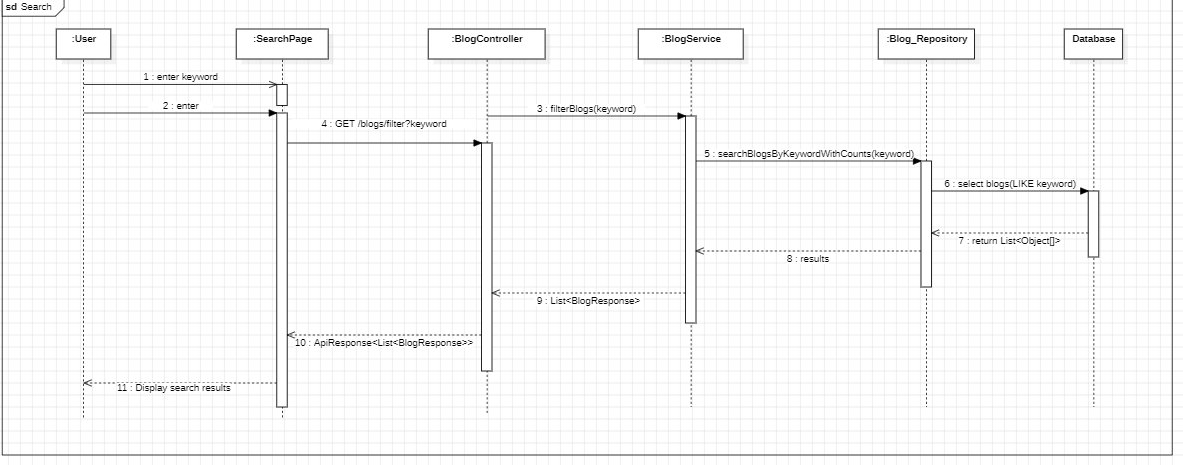 sd Search
:User
:SearchPage
:BlogController
:BlogService
:Blog_Repository
Database
1 : enter keyword
2 : enter
3 : filterBlogs(keyword)
4 : GET /blogs/filter?keyword
5 : searchBlogsByKeywordWithCounts(keyword)
6 : select blogs(LIKE keyword)
7 : return List<Object[]>
8 : results
9 : List<BlogResponse>
10 : ApiResponse<List<BlogResponse>>
11 : Display search results